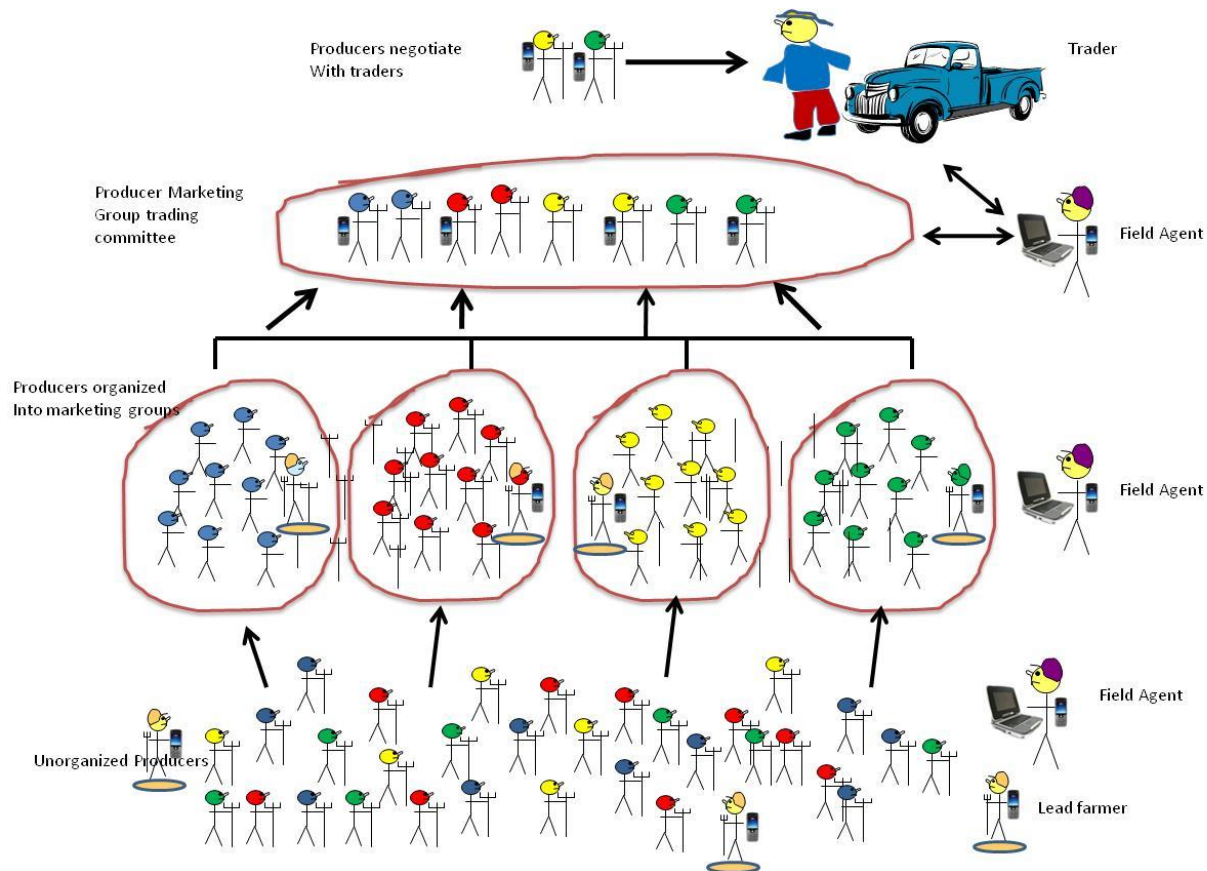 Producers negotiate
With traders
Trader
Producer Marketing
Group trading
committee
Field Agent
Producers organized
Into marketing groups
Field Agent
Field Agent
Unorganized Producers
Lead farmer